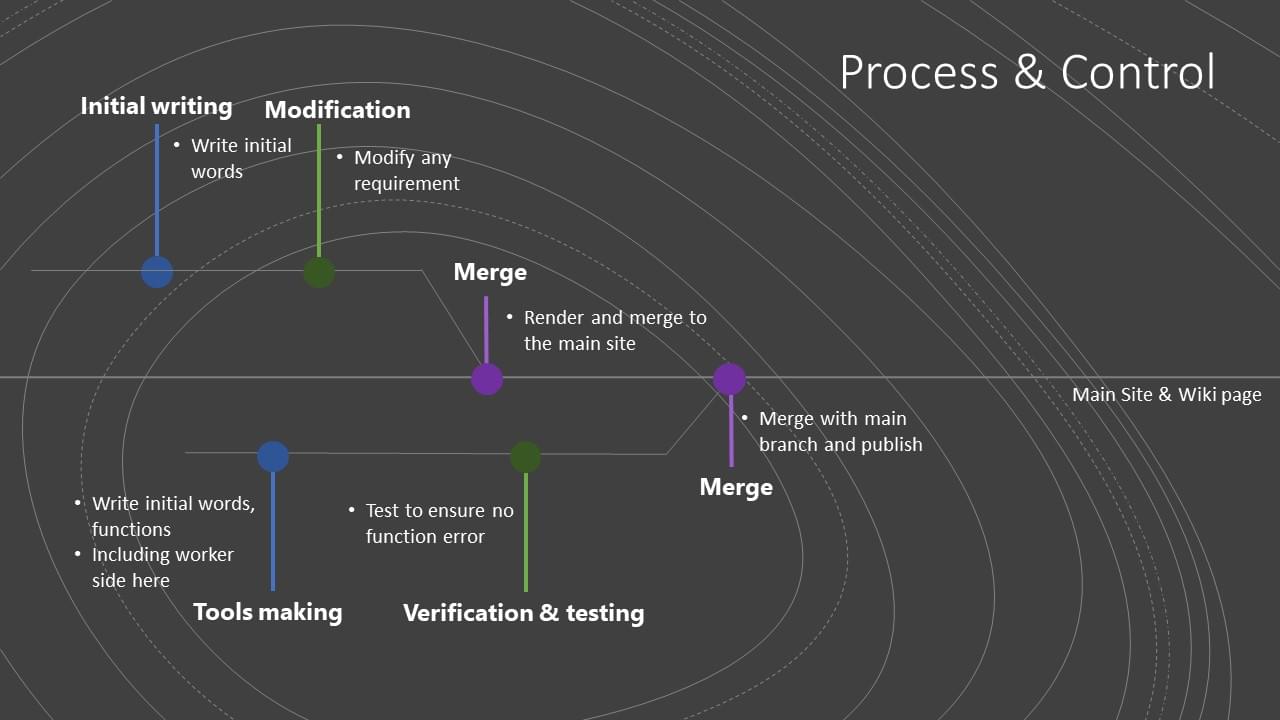 Process & Control
Initial writing
• Write initial
words
Modification
• Modify any
requirement
Merge
• Render and merge to
the main site
Main Site & Wiki page
• Merge with main
branch and publish
Merge
• Write initial words,
functions
• Including worker
side here
Tools making
• Test to ensure no
function error
Verification & testing